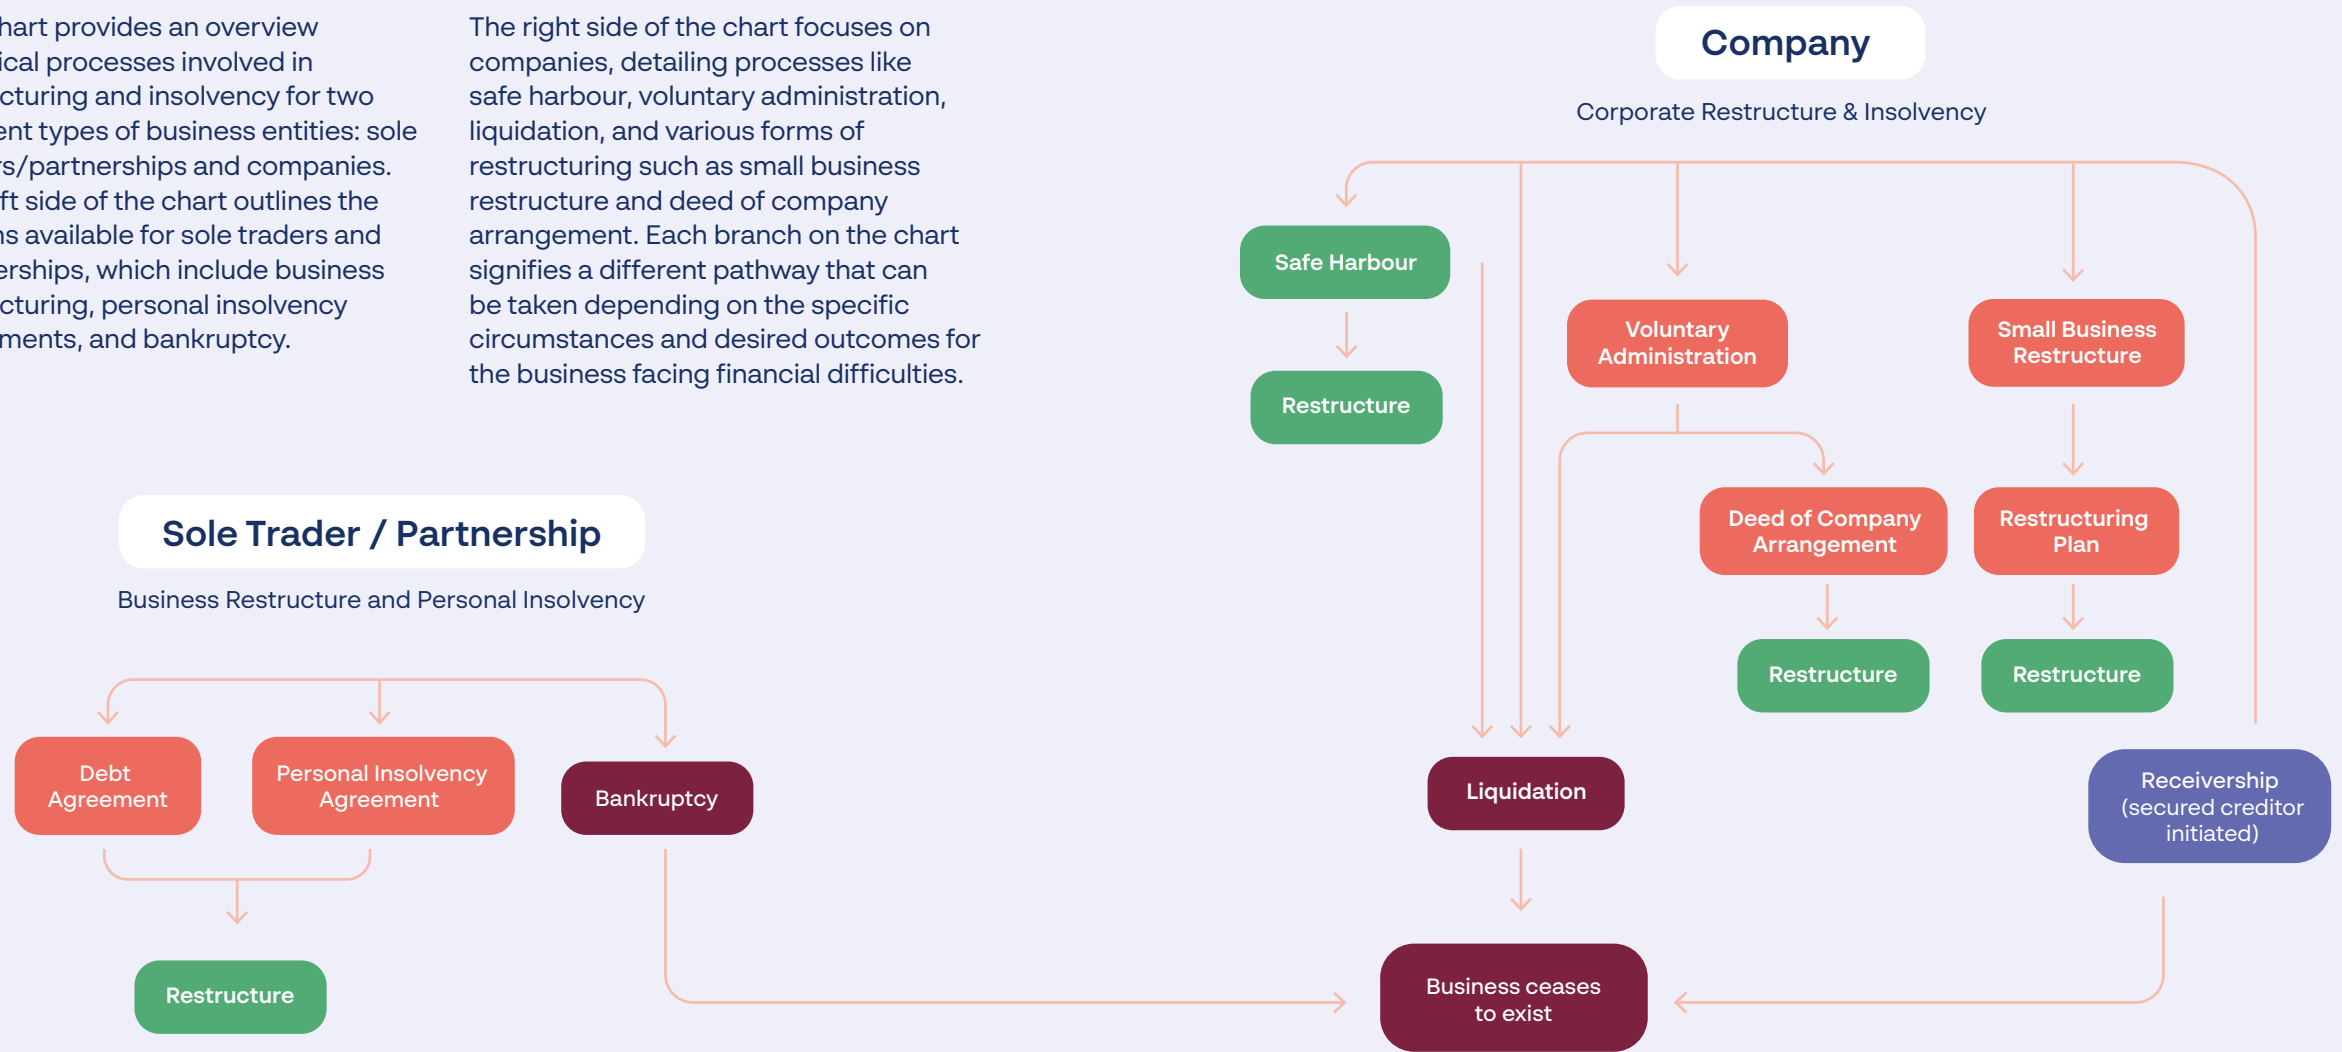 hart provides an overview
ical processes involved in
cturing and insolvency for two
ent types of business entities: sole
rs/partnerships and companies.
ft side of the chart outlines the
ns available for sole traders and
erships, which include business
cturing, personal insolvency
ments, and bankruptcy.
The right side of the chart focuses on
companies, detailing processes like
safe harbour, voluntary administration,
liquidation, and various forms of
restructuring such as small business
restructure and deed of company
arrangement. Each branch on the chart
signifies a different pathway that can
be taken depending on the specific
circumstances and desired outcomes for
the business facing financial difficulties.
Sole Trader / Partnership
Business Restructure and Personal Insolvency
Debt
Agreement
Personal Insolvency
Agreement
Bankruptcy
Restructure
Company
Corporate Restructure & Insolvency
Safe Harbour
Restructure
Voluntary
Administration
Small Business
Restructure
Deed of Company
Arrangement
Restructuring
Plan
Restructure
Restructure
Liquidation
Receivership
(secured creditor
initiated)
Business ceases
to exist